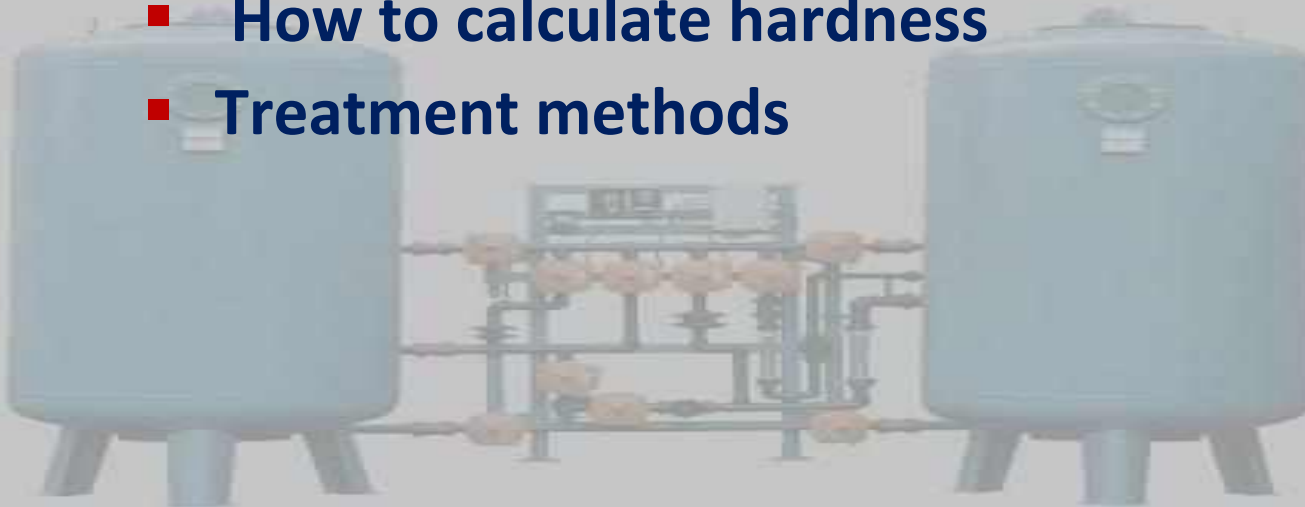 ▪ How to calculate hardness
▪ Treatment methods